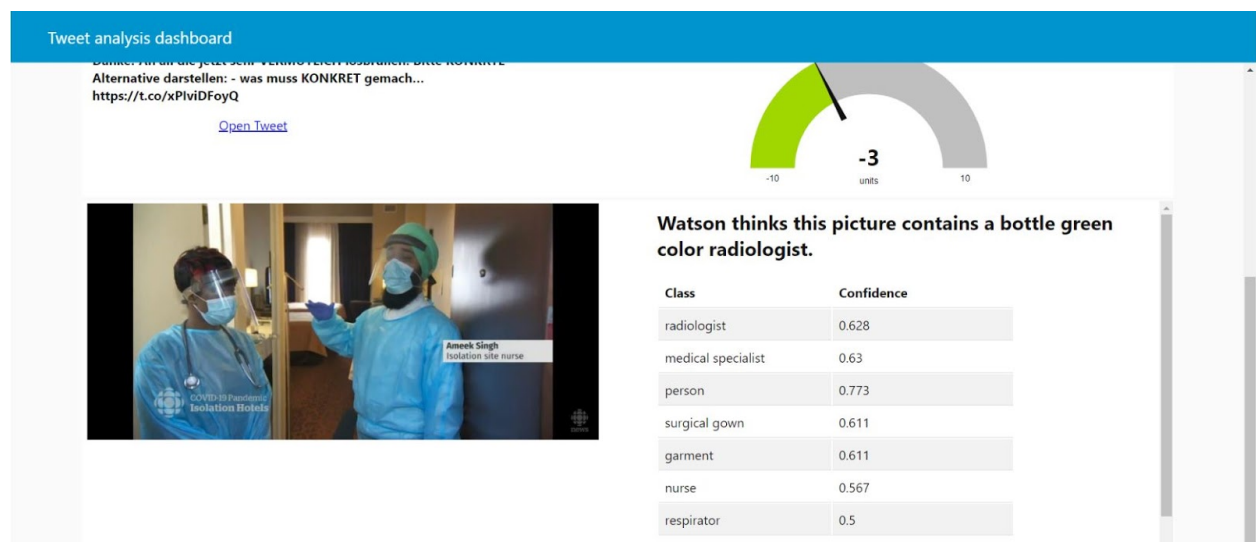 Tweet analysis dashboard
Alternative darstellen: - was muss KONKRET gemach...
https://t.co/xPlviDFoyQ
Open Tweet
-3
-10
units
10
Ameek Singh
Isolation site nurse
COVID-19 Pandemic
Isolation Hotels
Watson thinks this picture contains a bottle green
color radiologist.
Class Confidence
radiologist 0.628
medical specialist 0.63
person 0.773
surgical gown 0.611
garment 0.611
nurse 0.567
respirator 0.5